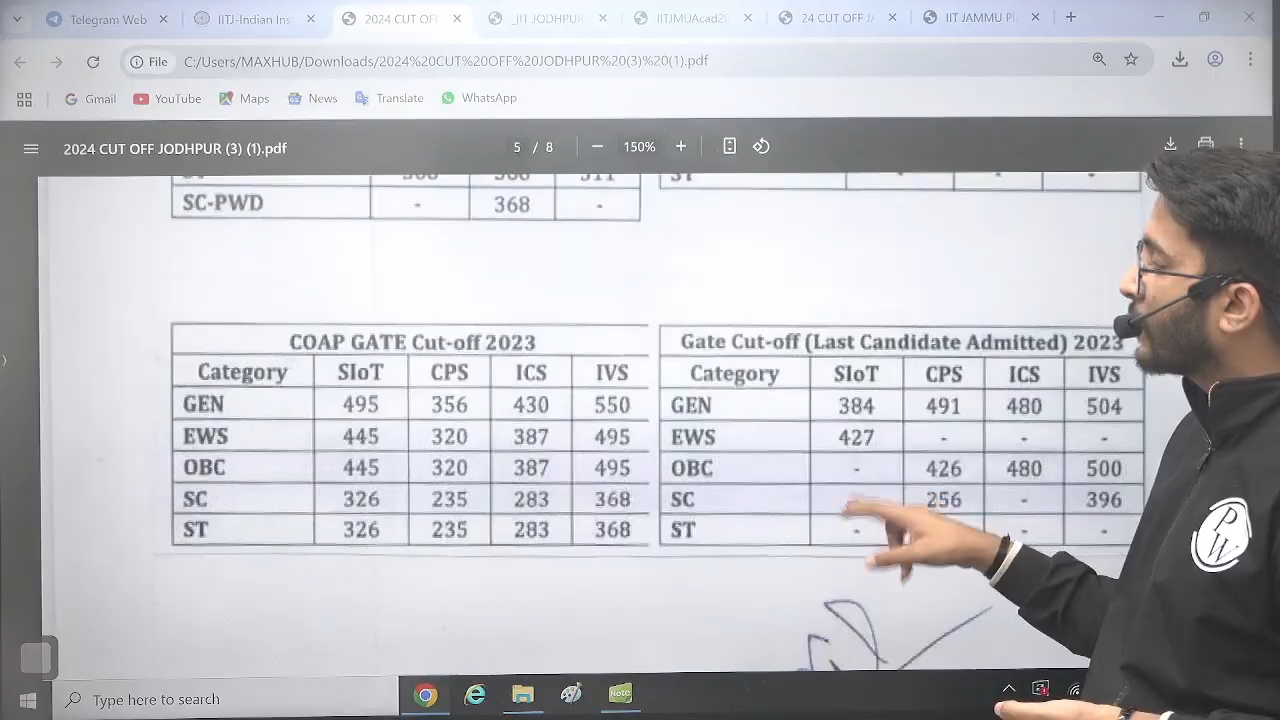 Telegram Web
IITJ-Indian Ins
2024 CUT OFF
_IIT JODHPUR
IITJMUAcad20
24 CUT OFF JA
IIT JAMMU Pl
File
C:/Users/MAXHUB/Downloads/2024%20CUT%20OFF%20JODHPUR%20(3)%20(1).pdf
Gmail YouTube Maps News Translate WhatsApp
2024 CUT OFF JODHPUR (3) (1).pdf 5 / 8 150%
SC-PWD - 368 -
ST - - -
COAP GATE Cut-off 2023
Category SIoT CPS ICS IVS
GEN 495 356 430 550
EWS 445 320 387 495
OBC 445 320 387 495
SC 326 235 283 368
ST 326 235 283 368
Gate Cut-off (Last Candidate Admitted) 2023
Category SIoT CPS ICS IVS
GEN 384 491 480 504
EWS 427 - - -
OBC - 426 480 500
SC 256 - 396
ST - - -
PW
Type here to search
Note